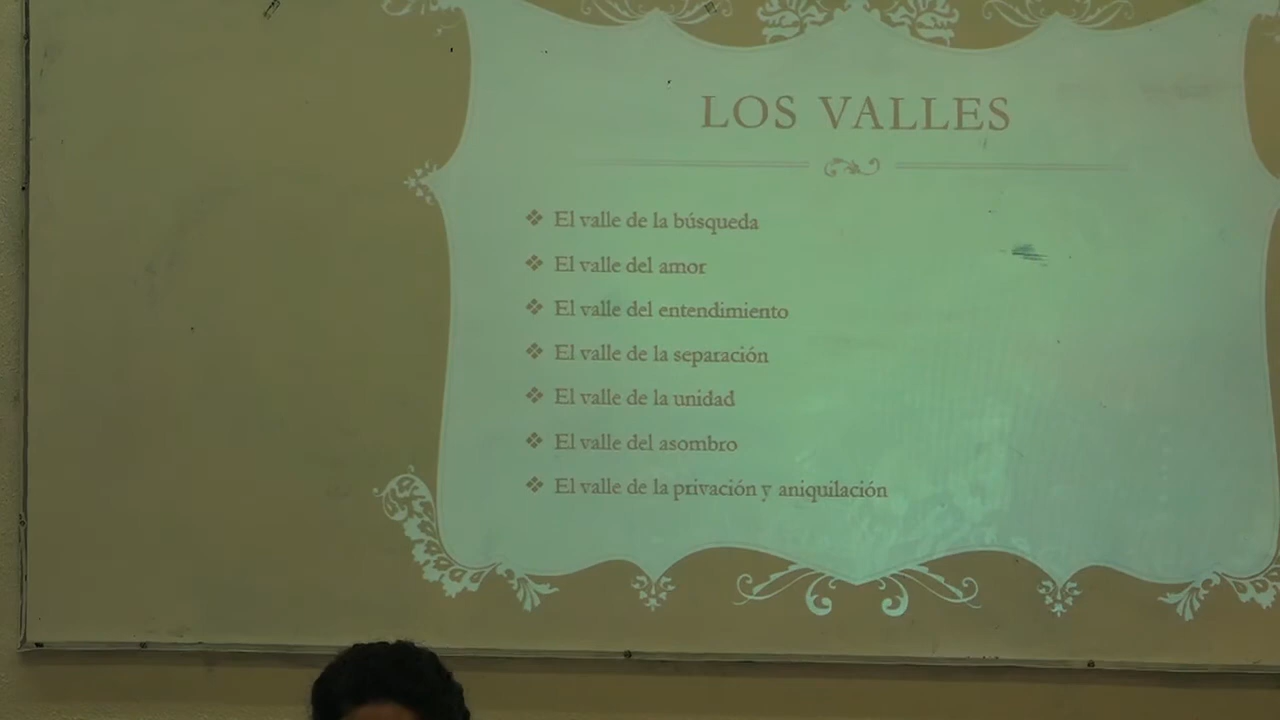 LOS VALLES
El valle de la búsqueda
El valle del amor
El valle del entendimiento
El valle de la separación
El valle de la unidad
El valle del asombro
El valle de la privación y aniquilación